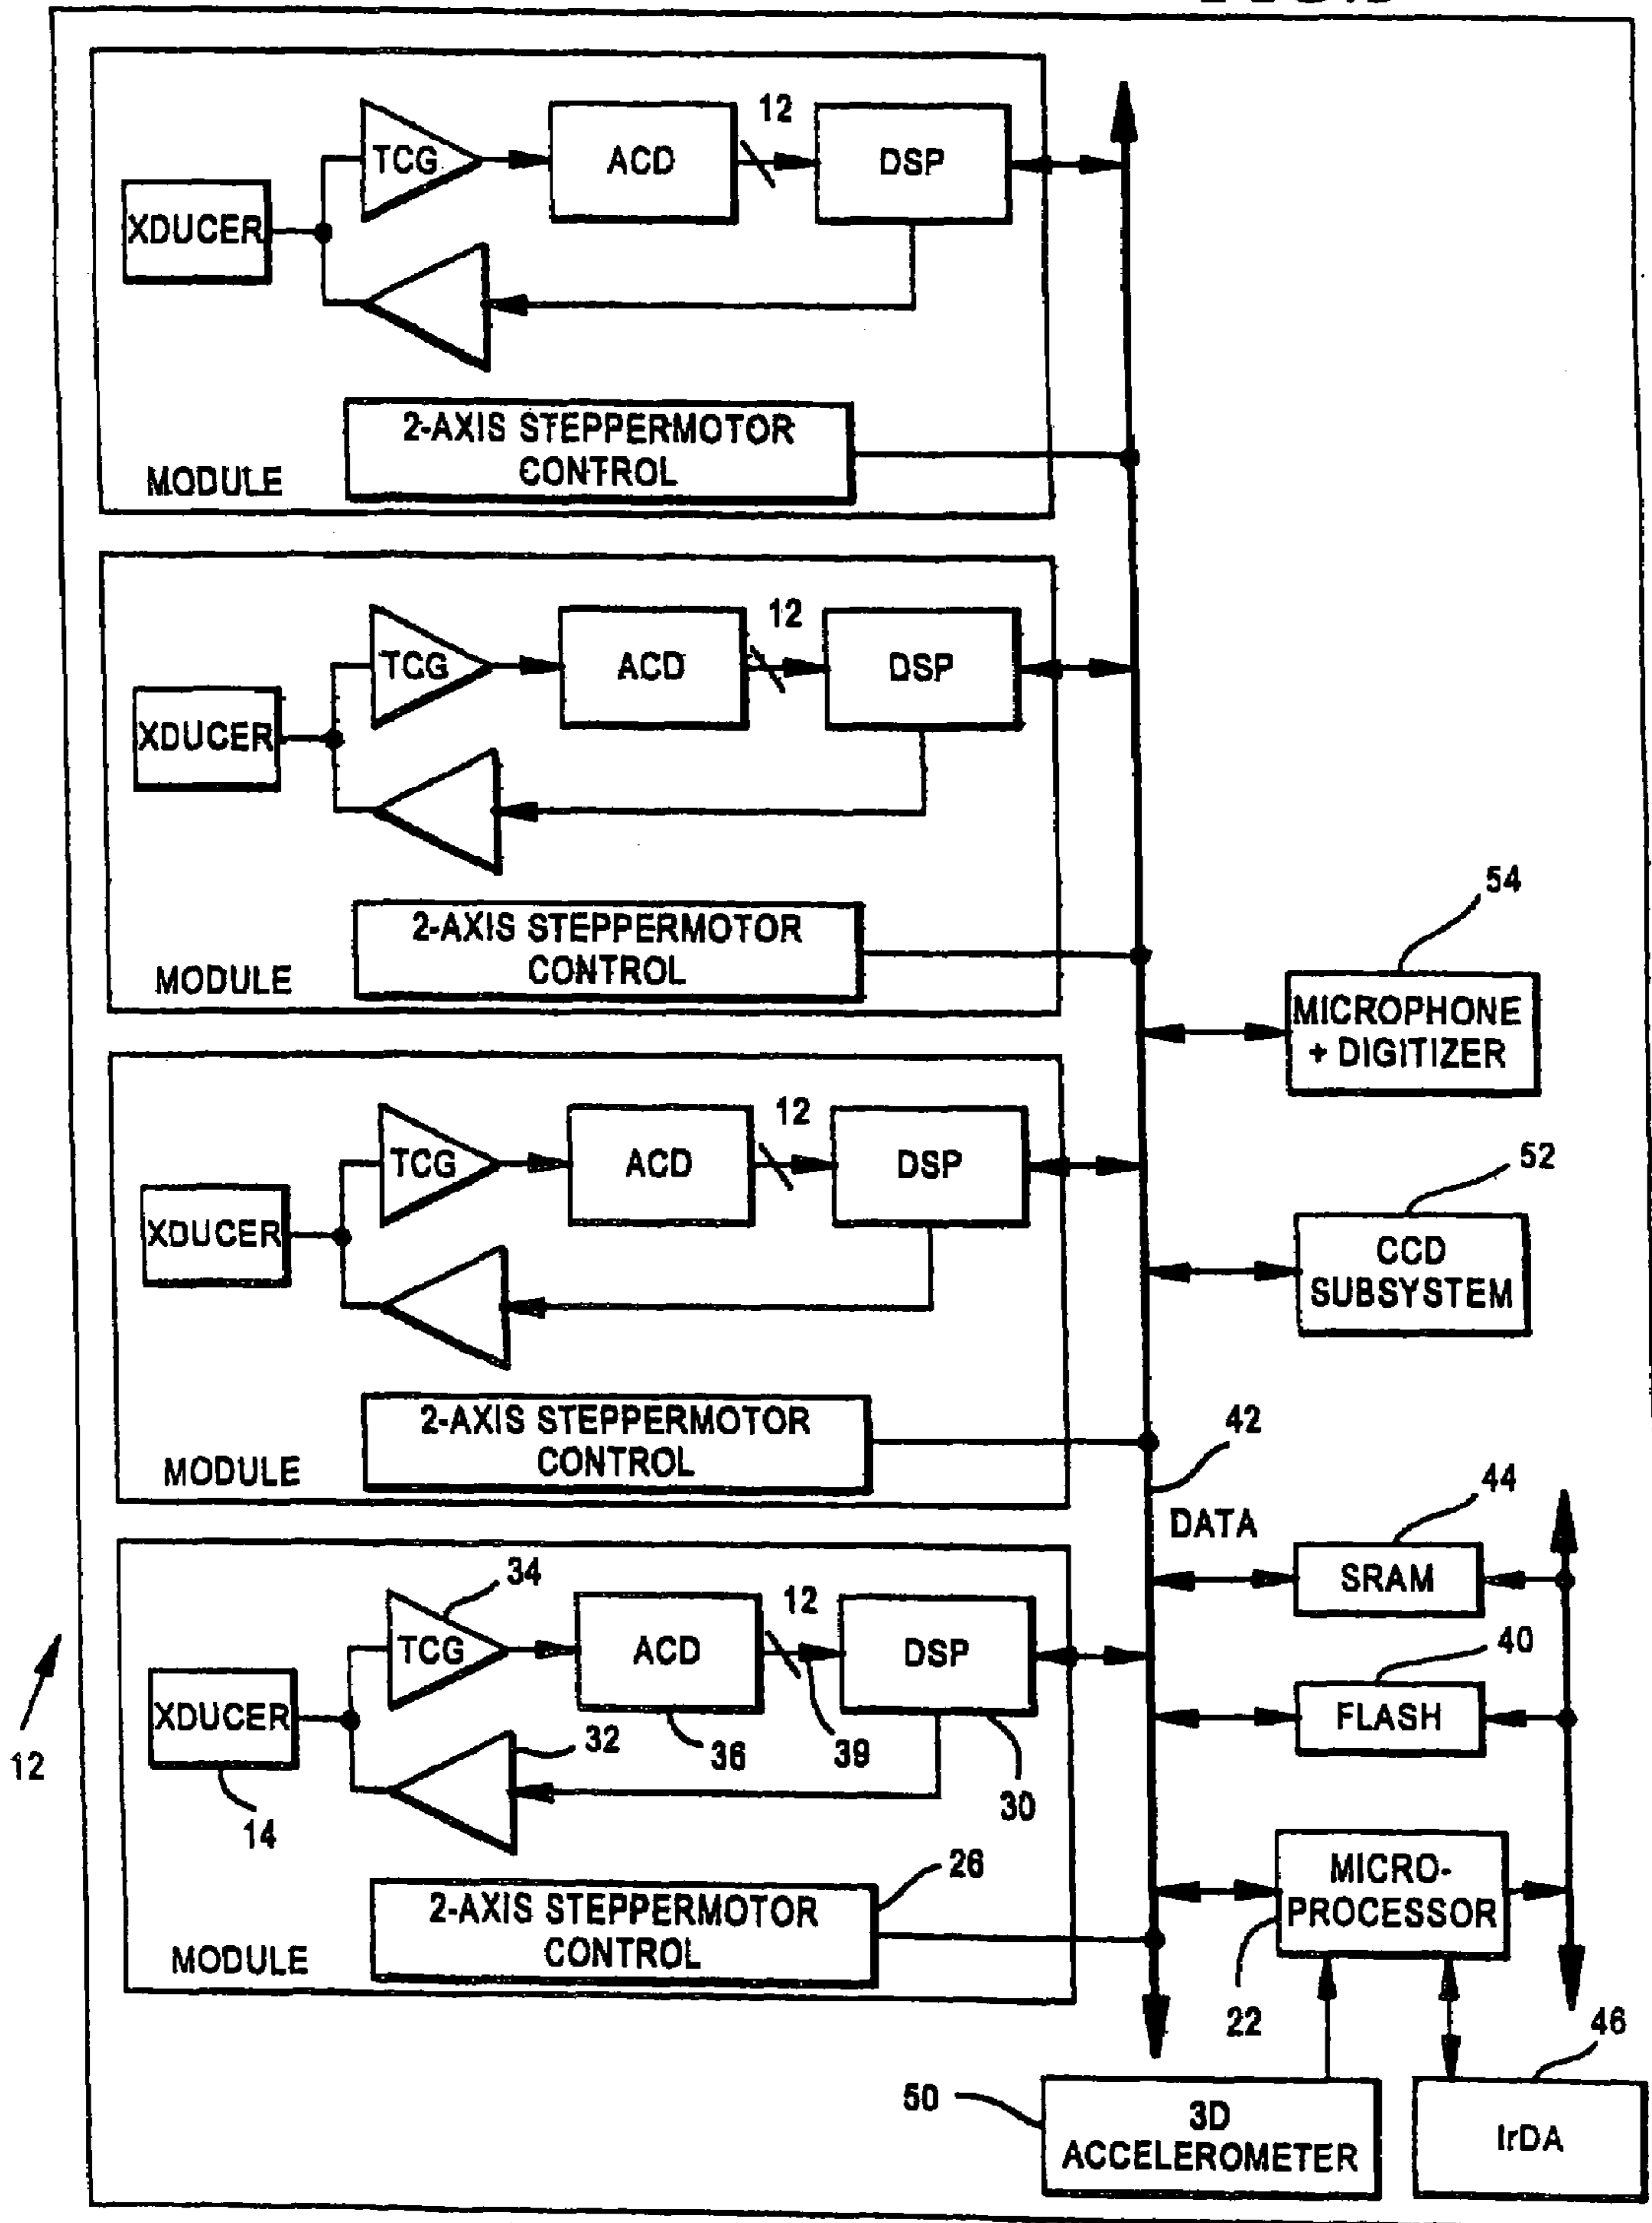 12
TCG
ACD
DSP
XDUCER
2-AXIS STEPPERMOTOR
CONTROL
MODULE
12
TCG
ACD
DSP
XDUCER
2-AXIS STEPPERMOTOR
CONTROL
MODULE
54
MICROPHONE
+ DIGITIZER
12
TCG
ACD
DSP
XDUCER
2-AXIS STEPPERMOTOR
CONTROL
MODULE
52
CCD
SUBSYSTEM
42
DATA
44
SRAM
40
FLASH
34
12
TCG
ACD
DSP
XDUCER
32
36
39
30
14
26
2-AXIS STEPPERMOTOR
CONTROL
MODULE
12
MICRO-
PROCESSOR
22
46
50
3D
ACCELEROMETER
IrDA